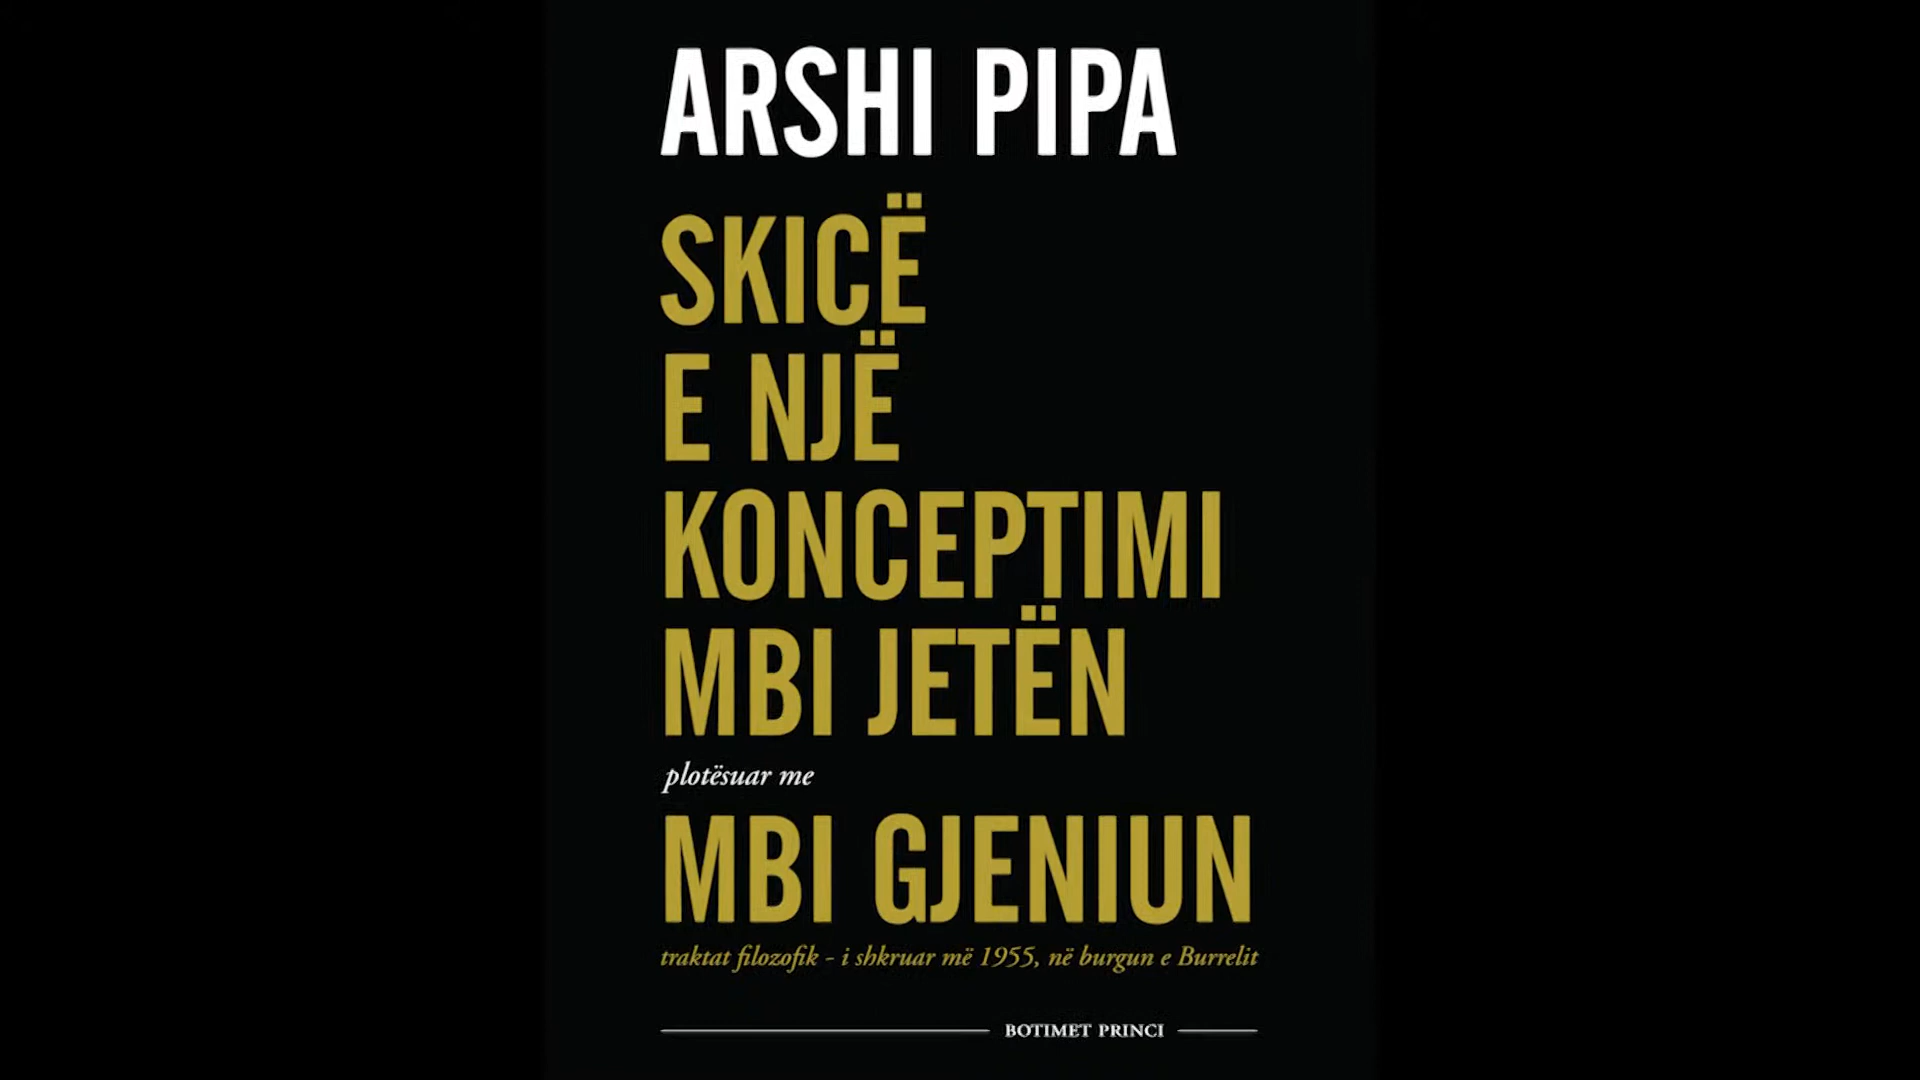 ARSHI PIPA
SKICË
E NJË
KONCEPTIMI
MBI JETËN
plotësuar me
MBI GJENIUN
traktat filozofik - i shkruar më 1955, në burgun e Burrelit
BOTIMET PRINCI